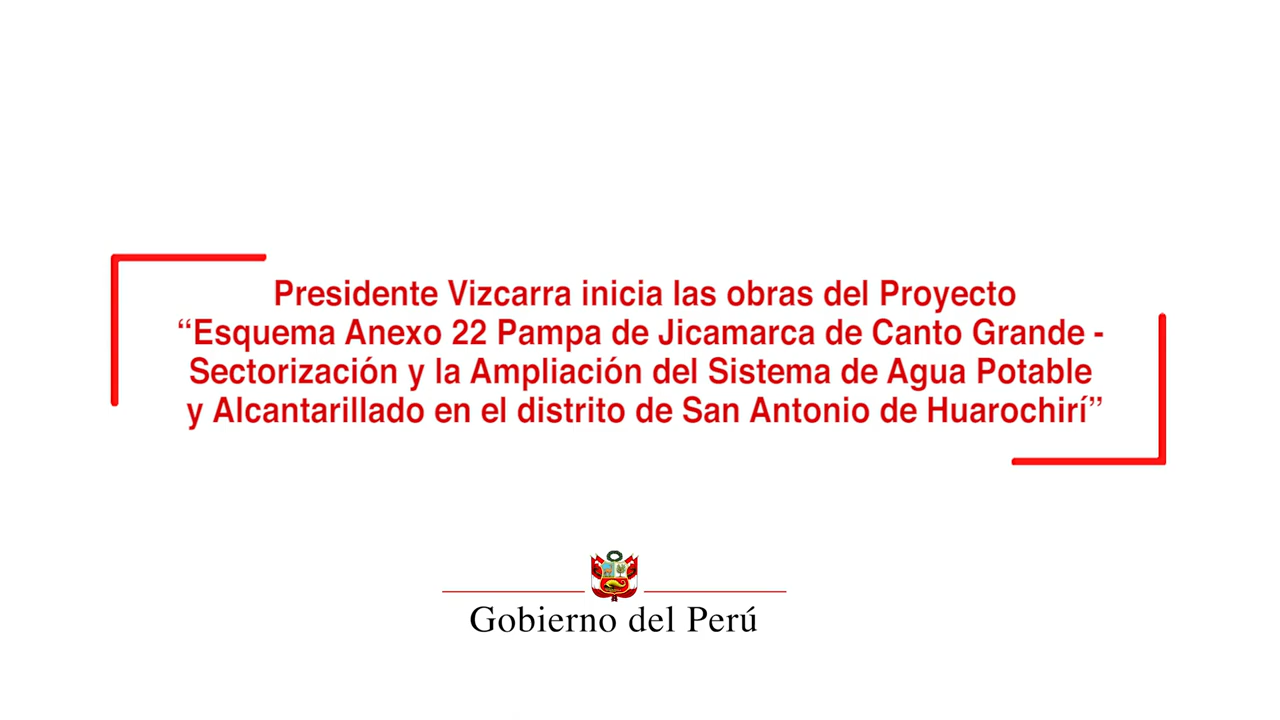 Presidente Vizcarra inicia las obras del Proyecto
“Esquema Anexo 22 Pampa de Jicamarca de Canto Grande -
Sectorización y la Ampliación del Sistema de Agua Potable
y Alcantarillado en el distrito de San Antonio de Huarochirí”
Gobierno del Perú